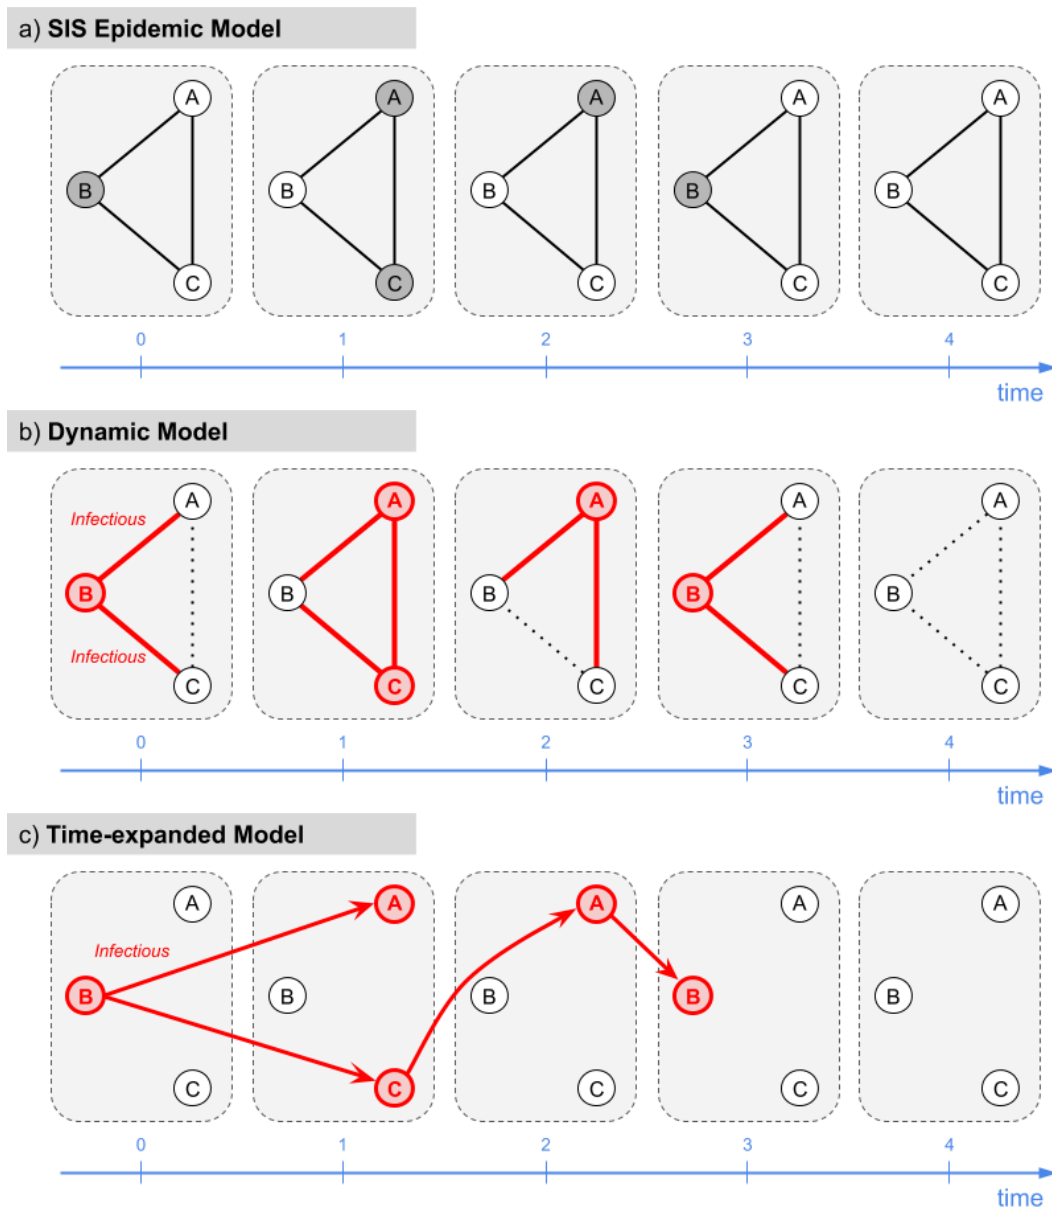 a) SIS Epidemic Model
A A A A A
B B B B B
C C C C C
0 1 2 3 4
time
b) Dynamic Model
A A A A A
Infectious
B B B B B
Infectious
C C C C C
0 1 2 3 4
time
c) Time-expanded Model
A A A A A
Infectious
B B B B B
C C C C C
0 1 2 3 4
time